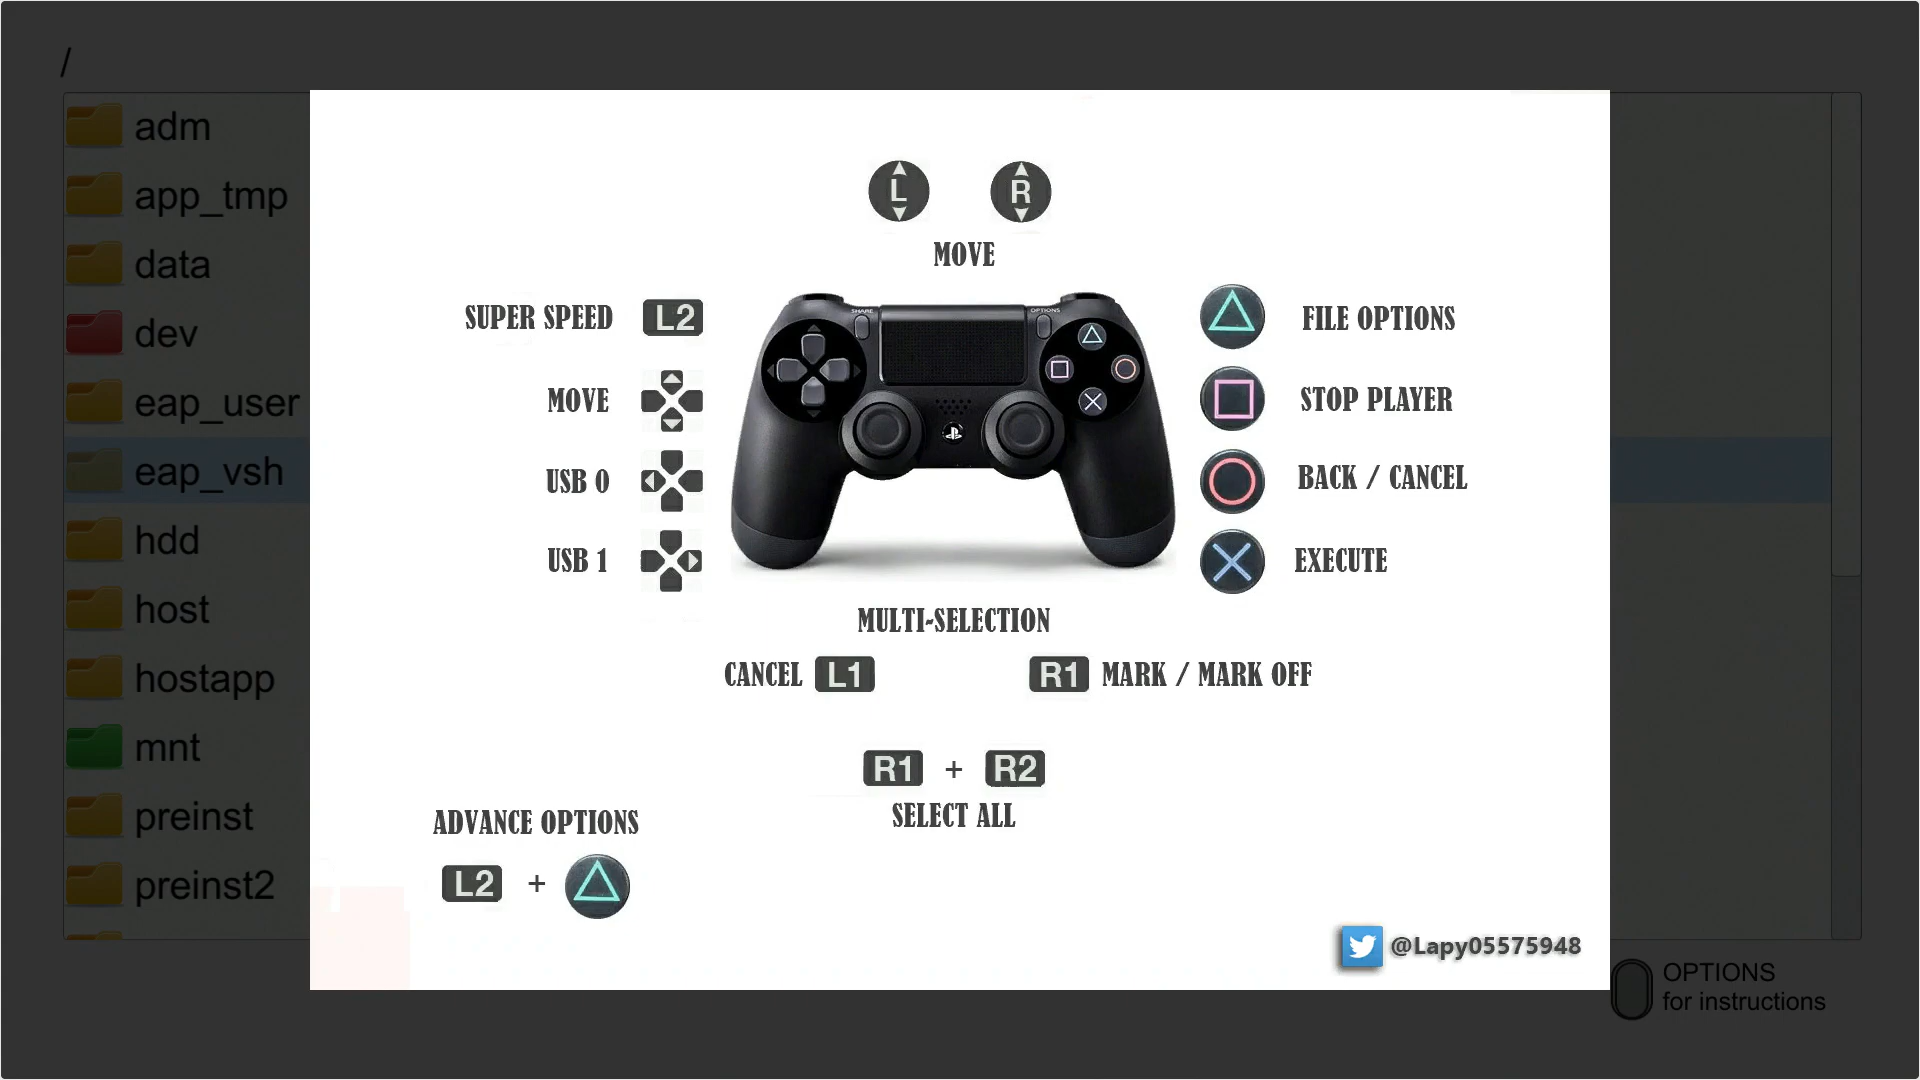 /
adm
app_tmp
data
dev
eap_user
eap_vsh
hdd
host
hostapp
mnt
preinst
preinst2
L R
MOVE
SUPER SPEED L2
MOVE
USB 0
USB 1
SHARE
OPTIONS
FILE OPTIONS
STOP PLAYER
BACK / CANCEL
EXECUTE
MULTI-SELECTION
CANCEL L1
R1 MARK / MARK OFF
R1 + R2
SELECT ALL
ADVANCE OPTIONS
L2 +
@Lapy05575948
OPTIONS
for instructions